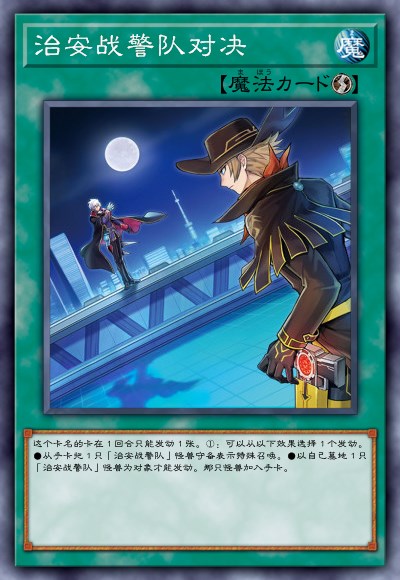 治安战警队对决
魔
【魔法カード】
まほう
这个卡名的卡在1回合只能发动1张。①：可以从以下效果选择1个发动。
●从手卡把1只「治安战警队」怪兽守备表示特殊召唤。●以自己墓地1只
「治安战警队」怪兽为对象才能发动。那只怪兽加入手卡。